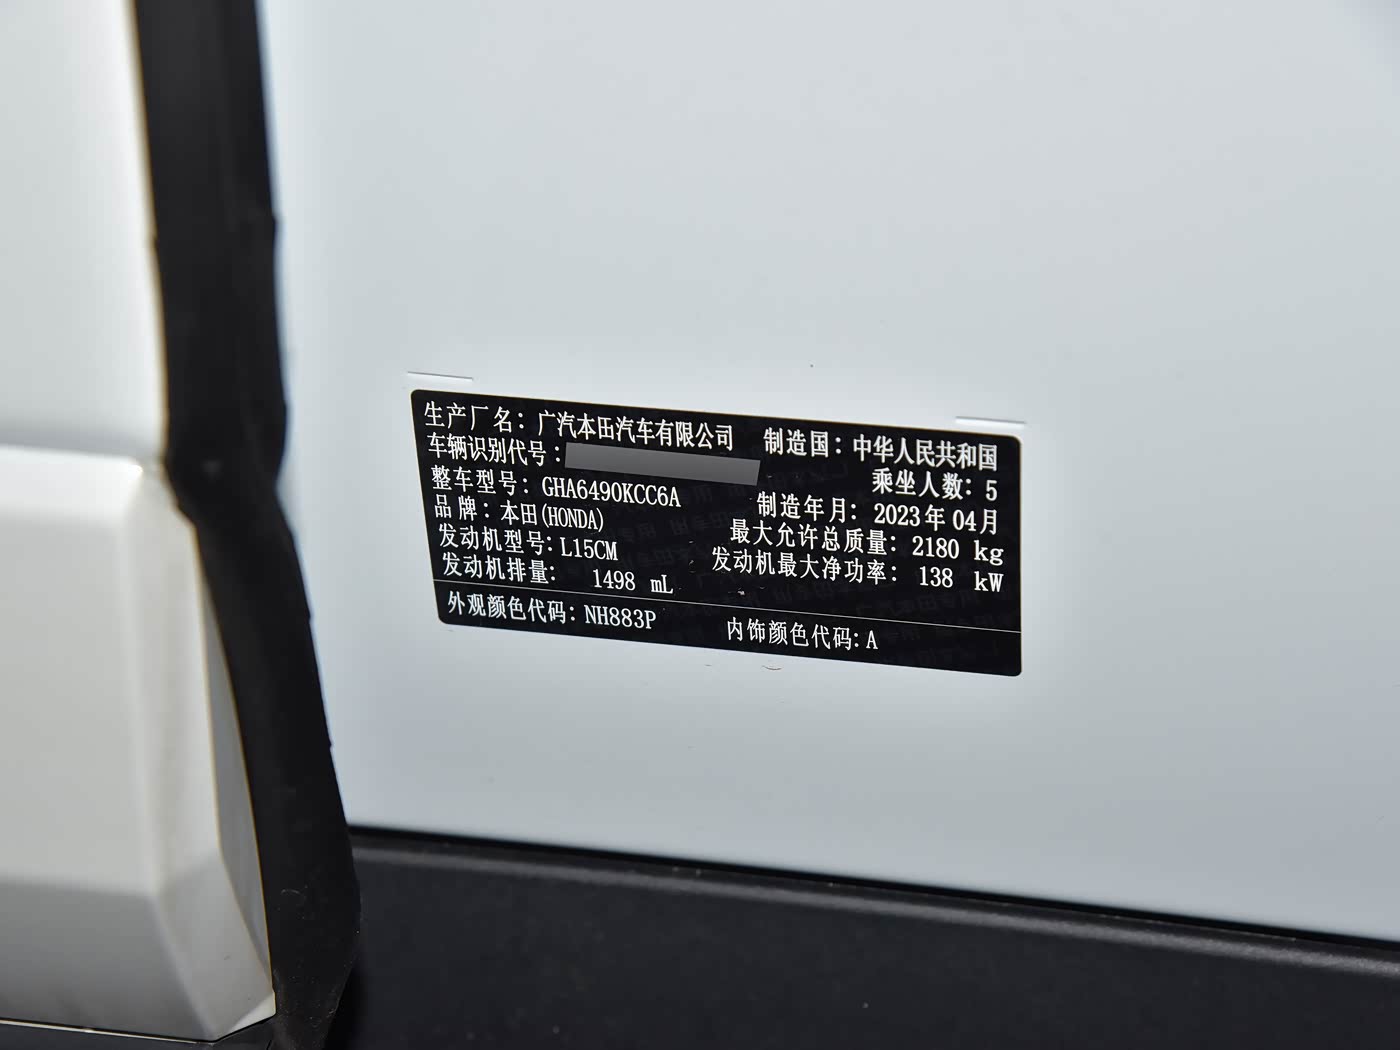 生产厂名：广汽本田汽车有限公司 制造国：中华人民共和国
车辆识别代号： 乘坐人数：5
整车型号：GHA6490KCC6A 制造年月：2023年04月
品牌：本田(HONDA) 最大允许总质量：2180 kg
发动机型号：L15CM 发动机最大净功率：138 kW
发动机排量：1498 mL
外观颜色代码：NH883P 内饰颜色代码：A